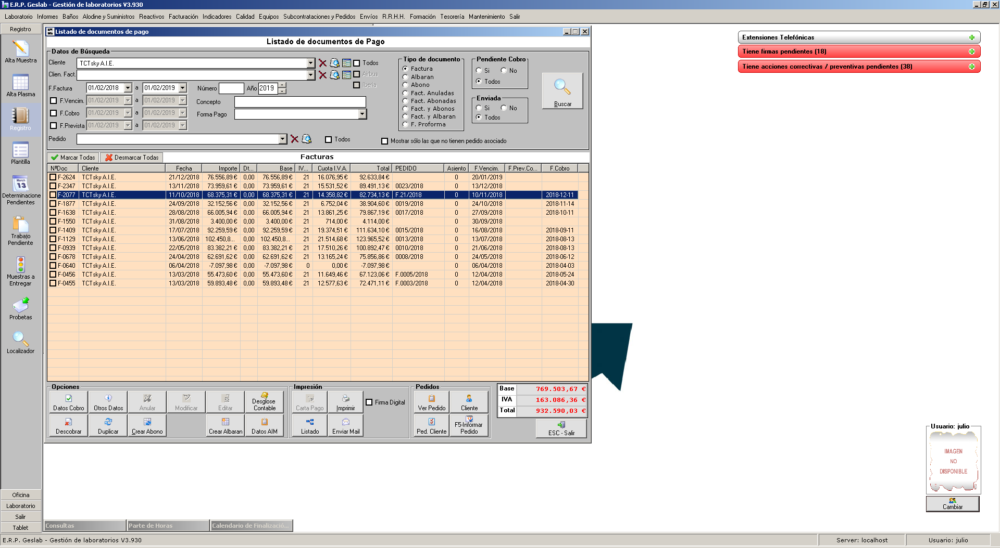 E.R.P. Geslab - Gestión de laboratorios V3.930
Laboratorio Informes Baños Alodine y Suministros Reactivos Facturación Indicadores Calidad Equipos Subcontrataciones y Pedidos Envíos R.R.H.H. Formación Tesorería Mantenimiento Salir
Registro
Alta Muestra
Alta Plasma
Registro
Plantilla
March
13
Determinacione
Pendientes
Trabajo
Pendiente
Muestras a
Entregar
Probetas
Localizador
Oficina
Laboratorio
Salir
Tablet
Listado de documentos de pago
Listado de documentos de Pago
Datos de Búsqueda
Cliente TCTsky A.I.E. Todos
Clien. Fact. Airbus
Iberia
F.Factura 01/02/2018 a 01/02/2019 Número Año 2019
F.Vencim. 01/02/2019 a 01/02/2019 Concepto
F.Cobro 01/02/2019 a 01/02/2019 Forma Pago
F.Prevista 01/02/2019 a 01/02/2019
Pedido Todos Mostrar sólo las que no tienen pedido asociado
Tipo de documento
Factura
Albaran
Abono
Fact. Anuladas
Fact. Abonadas
Fact. y Abonos
Fact. y Albaran
F. Proforma
Pendiente Cobro
Si No
Todos
Enviada
Si No
Todos
Buscar
Marcar Todas Desmarcar Todas Facturas
NºDoc Cliente Fecha Importe Dt... Base IV... Cuota I.V.A. Total PEDIDO Asiento F.Vencim. F.Prev.Co... F.Cobro
F-2624 TCTsky A.I.E. 21/12/2018 76.556,89 € 0,00 76.556,89 € 21 16.076,95 € 92.633,84 € 0 20/01/2019
F-2347 TCTsky A.I.E. 13/11/2018 73.959,61 € 0,00 73.959,61 € 21 15.531,52 € 89.491,13 € 0023/2018 0 13/12/2018
F-2077 TCTsky A.I.E. 11/10/2018 68.375,31 € 0,00 68.375,31 € 21 14.358,82 € 82.734,13 € F.21/2018 0 10/11/2018 2018-12-11
F-1877 TCTsky A.I.E. 24/09/2018 32.152,56 € 0,00 32.152,56 € 21 6.752,04 € 38.904,60 € 0019/2018 0 24/10/2018 2018-11-14
F-1638 TCTsky A.I.E. 28/08/2018 66.005,94 € 0,00 66.005,94 € 21 13.861,25 € 79.867,19 € 0017/2018 0 27/09/2018 2018-10-11
F-1550 TCTsky A.I.E. 31/08/2018 3.400,00 € 0,00 3.400,00 € 21 714,00 € 4.114,00 € 0 30/09/2018
F-1409 TCTsky A.I.E. 17/07/2018 92.259,59 € 0,00 92.259,59 € 21 19.374,51 € 111.634,10 € 0015/2018 0 16/08/2018 2018-09-11
F-1129 TCTsky A.I.E. 13/06/2018 102.450,8... 0,00 102.450,8... 21 21.514,68 € 123.965,52 € 0013/2018 0 13/07/2018 2018-08-13
F-0939 TCTsky A.I.E. 22/05/2018 83.382,21 € 0,00 83.382,21 € 21 17.510,26 € 100.892,47 € 0010/2018 0 21/06/2018 2018-08-13
F-0678 TCTsky A.I.E. 24/04/2018 62.691,62 € 0,00 62.691,62 € 21 13.165,24 € 75.856,86 € 0008/2018 0 24/05/2018 2018-06-12
F-0640 TCTsky A.I.E. 06/04/2018 -7.097,98 € 0,00 -7.097,98 € 0 0,00 € -7.097,98 € 0 06/04/2018 2018-04-03
F-0456 TCTsky A.I.E. 13/03/2018 55.473,60 € 0,00 55.473,60 € 21 11.649,46 € 67.123,06 € F.0005/2018 0 12/04/2018 2018-05-24
F-0455 TCTsky A.I.E. 13/03/2018 59.893,48 € 0,00 59.893,48 € 21 12.577,63 € 72.471,11 € F.0003/2018 0 12/04/2018 2018-04-30
Opciones
Datos Cobro Otros Datos Anular Modificar Editar Desglose Contable
Descobrar Duplicar Crear Abono Crear Albaran Datos AIM
Impresión
Carta Pago Imprimir Firma Digital
Listado Enviar Mail
Pedidos
Ver Pedido Cliente
Ped. Cliente F5-Informar Pedido
Base 769.503,67 €
IVA 163.086,36 €
Total 932.590,03 €
ESC - Salir
Extensiones Telefónicas
Tiene firmas pendientes (18)
Tiene acciones correctivas / preventivas pendientes (38)
Usuario: julio
IMAGEN
NO
DISPONIBLE
Cambiar
Consultas Parte de Horas Calendario de Finalizació...
E.R.P. Geslab - Gestión de laboratorios V3.930 Server: localhost Usuario: julio